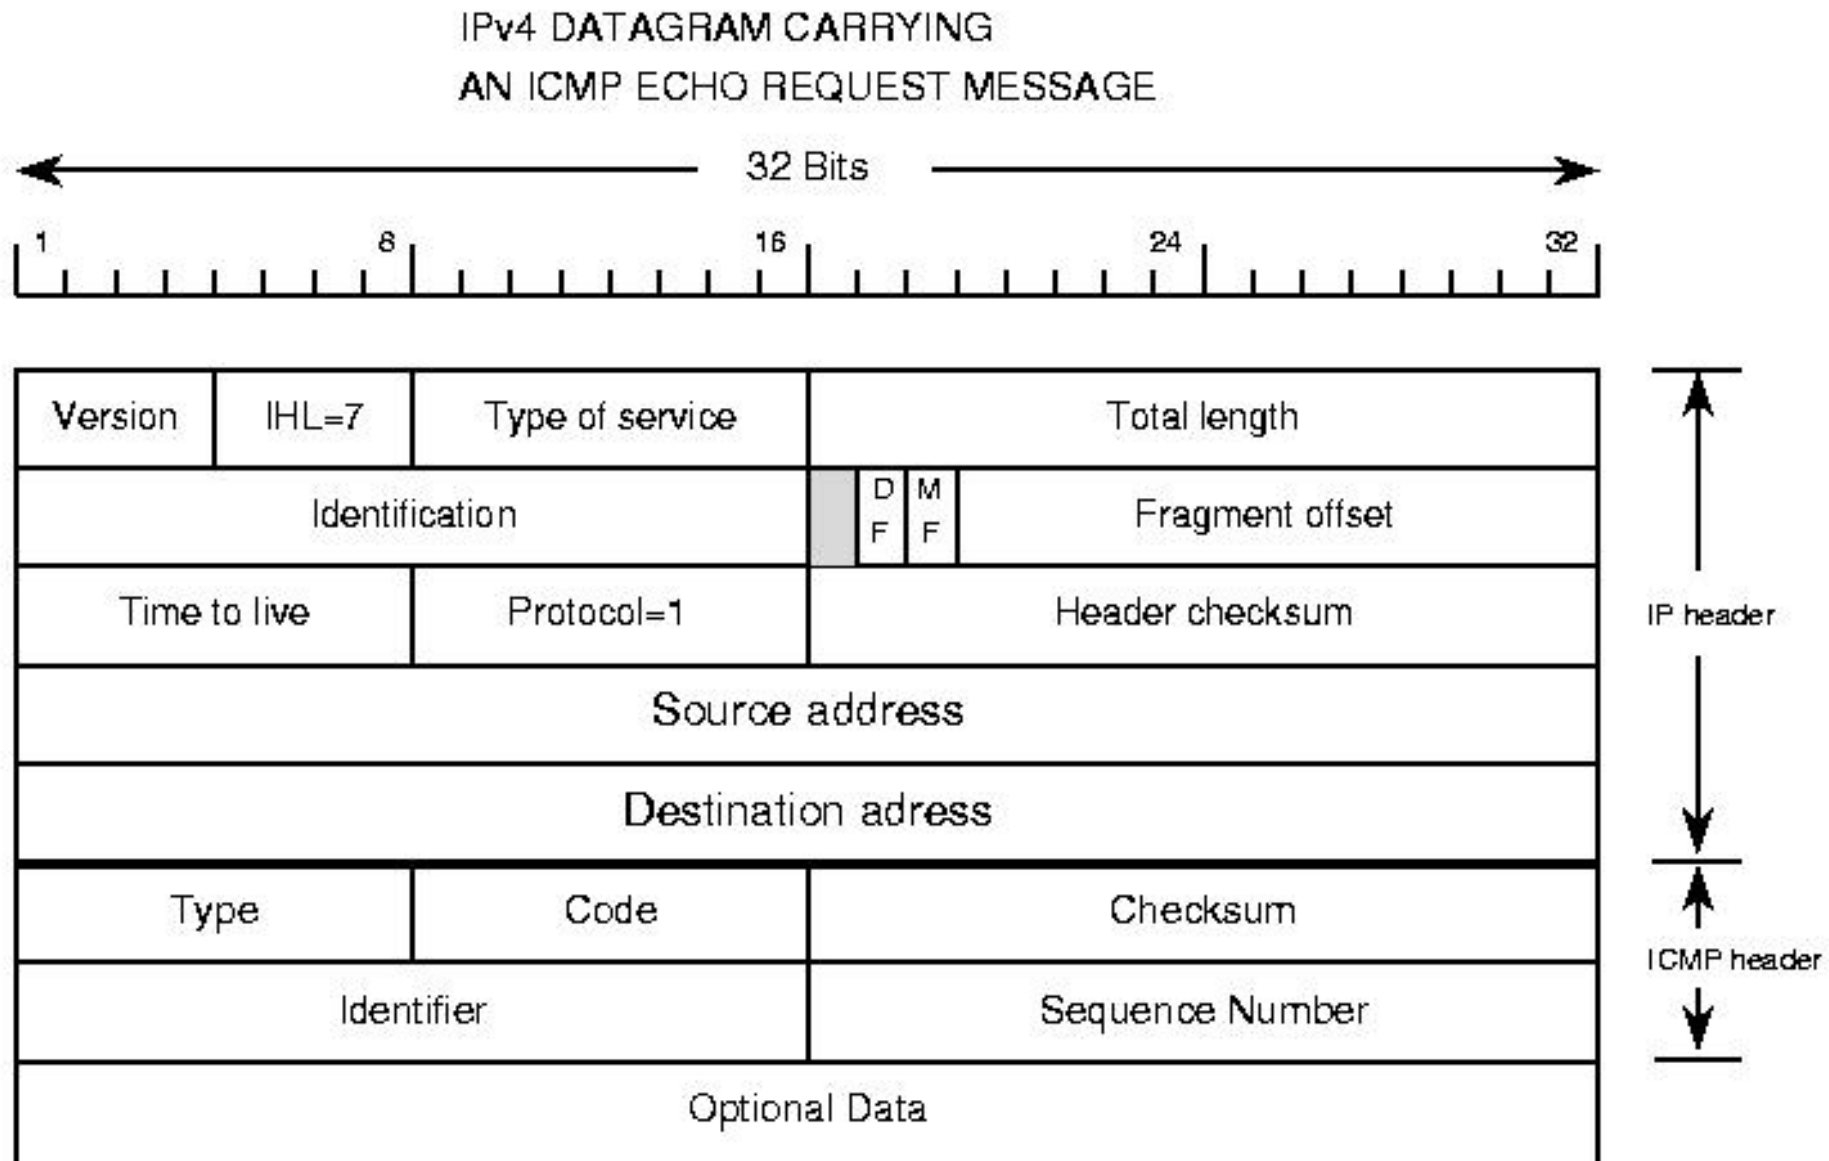 IPv4 DATAGRAM CARRYING
AN ICMP ECHO REQUEST MESSAGE
32 Bits
1 8 16 24 32
Version IHL=7 Type of service Total length
Identification D F M F Fragment offset
Time to live Protocol=1 Header checksum
IP header
Source address
Destination adress
Type Code Checksum
ICMP header
Identifier Sequence Number
Optional Data